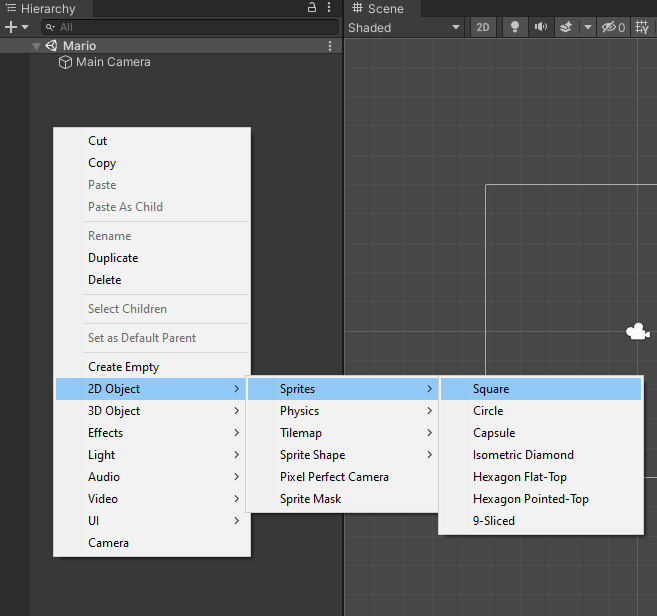 Hierarchy
All
Mario
Main Camera
Cut
Copy
Paste
Paste As Child
Rename
Duplicate
Delete
Select Children
Set as Default Parent
Create Empty
2D Object
3D Object
Effects
Light
Audio
Video
UI
Camera
Sprites
Physics
Tilemap
Sprite Shape
Pixel Perfect Camera
Sprite Mask
Square
Circle
Capsule
Isometric Diamond
Hexagon Flat-Top
Hexagon Pointed-Top
9-Sliced
Scene
Shaded
2D
0